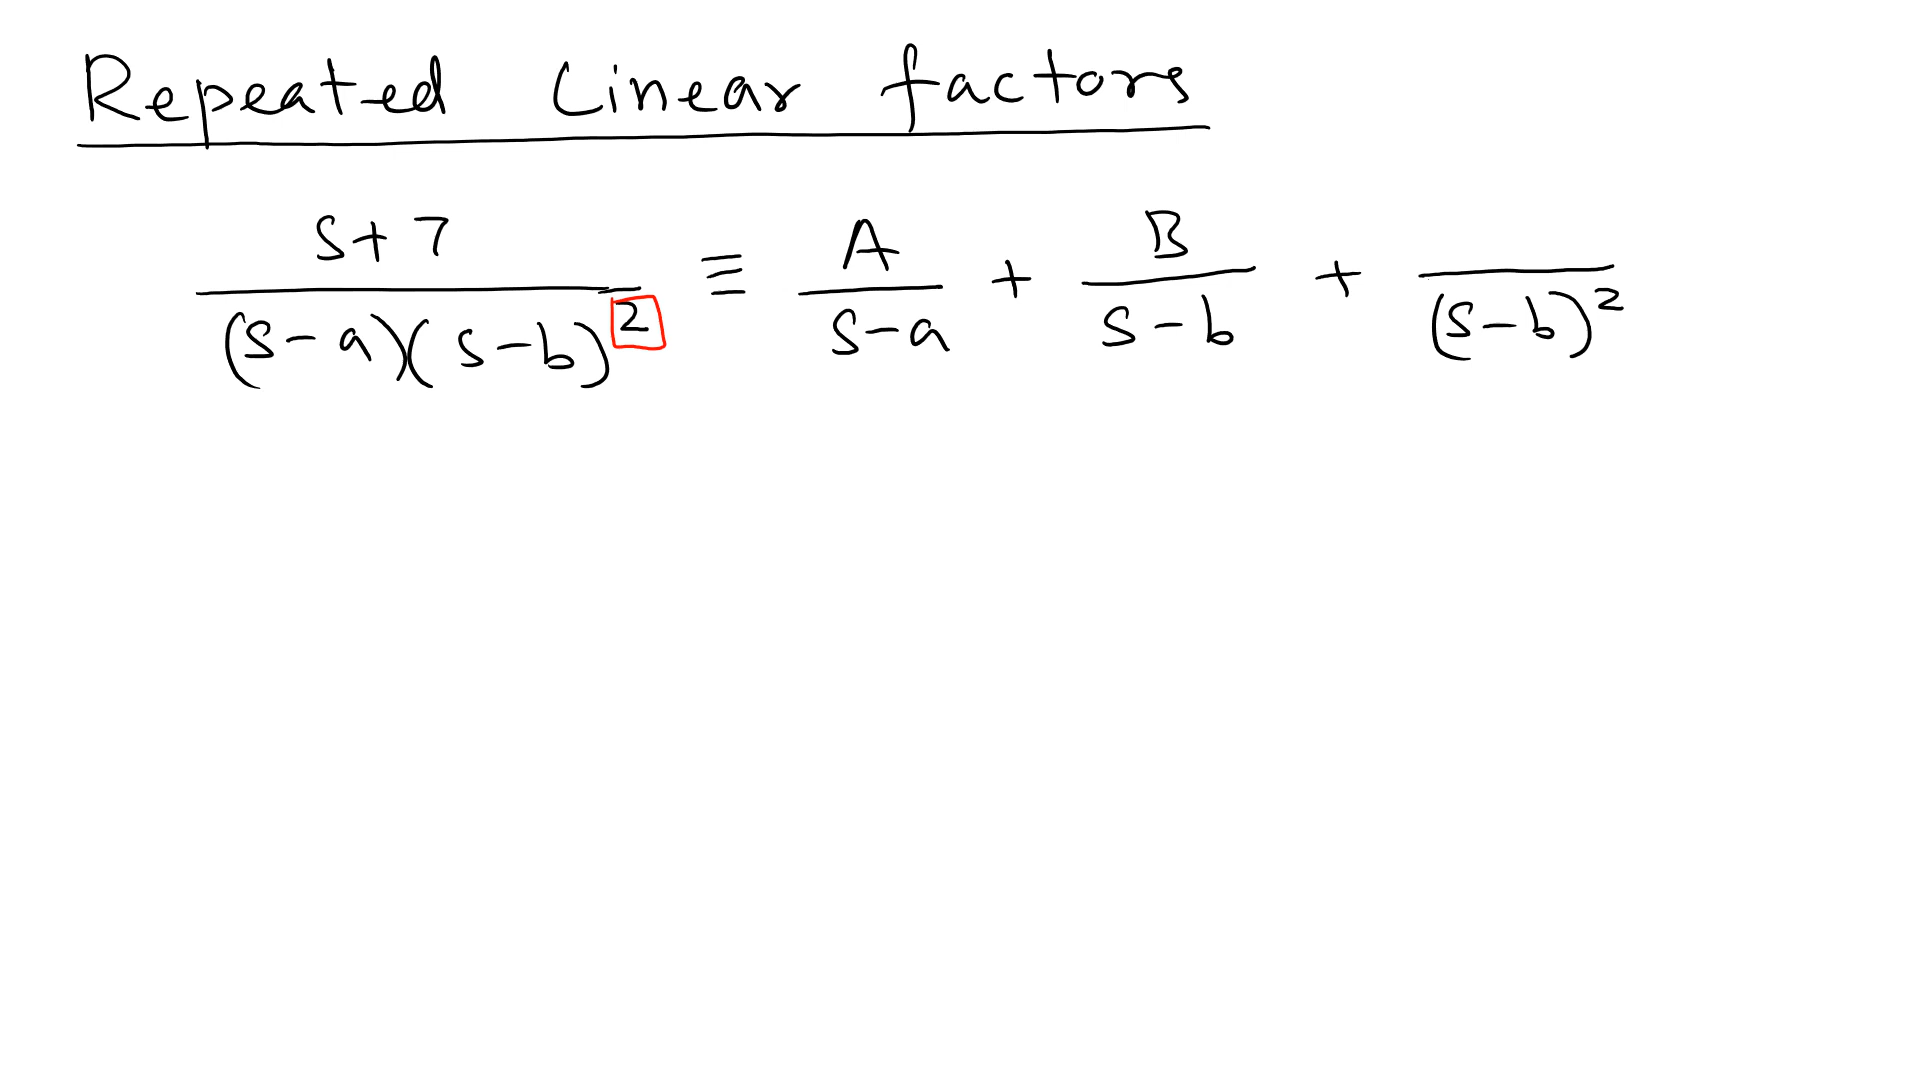 Repeated Linear factors
s+7 / (s-a)(s-b)² ≡ A / s-a + B / s-b + / (s-b)²